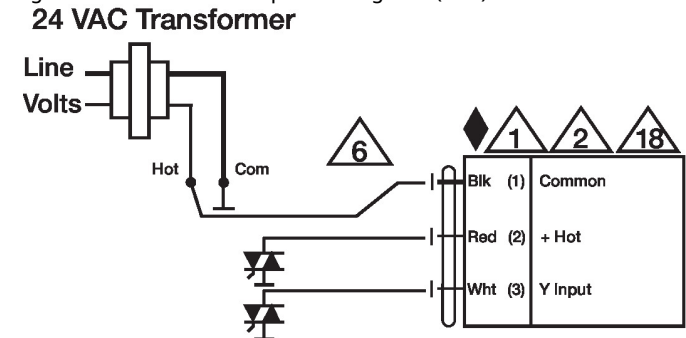 24 VAC Transformer
Line
Volts
Hot
Com
6
1
2
18
Blk (1) Common
Red (2) + Hot
Wht (3) Y Input